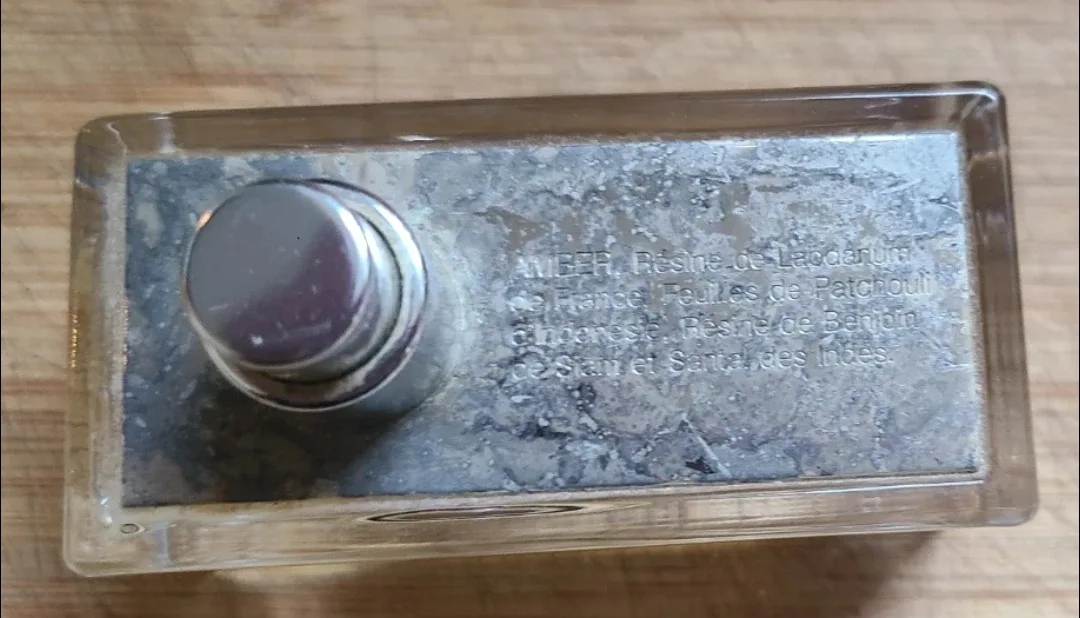 AMBER. Résine de Labdanum
de France, Feuilles de Patchouli
d'Indonésie, Résine de Benjoin
de Siam et Santal des Indes.